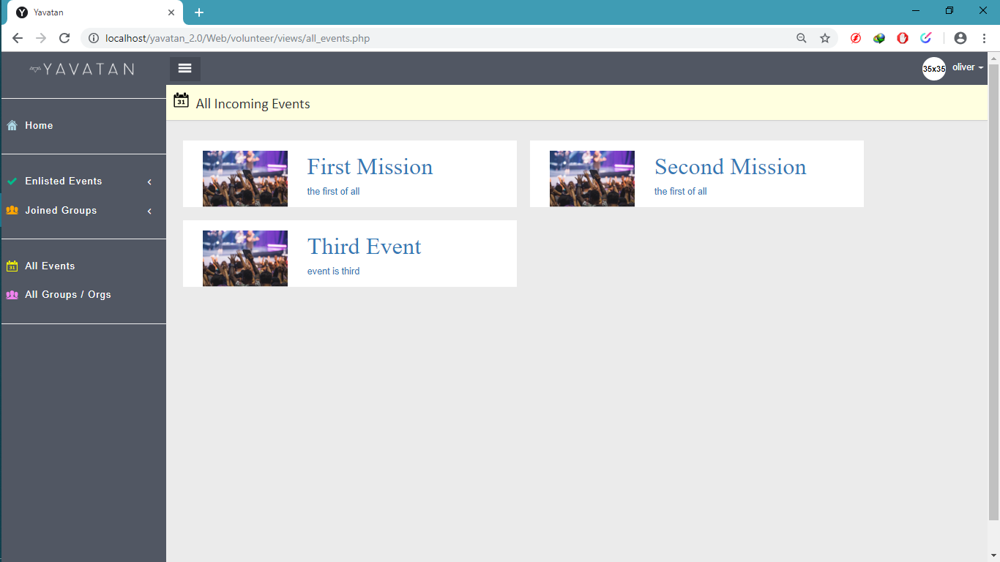 Yavatan
localhost/yavatan_2.0/Web/volunteer/views/all_events.php
YAVATAN
35x35
oliver
31 All Incoming Events
Home
Enlisted Events
Joined Groups
31 All Events
All Groups / Orgs
First Mission
the first of all
Second Mission
the first of all
Third Event
event is third